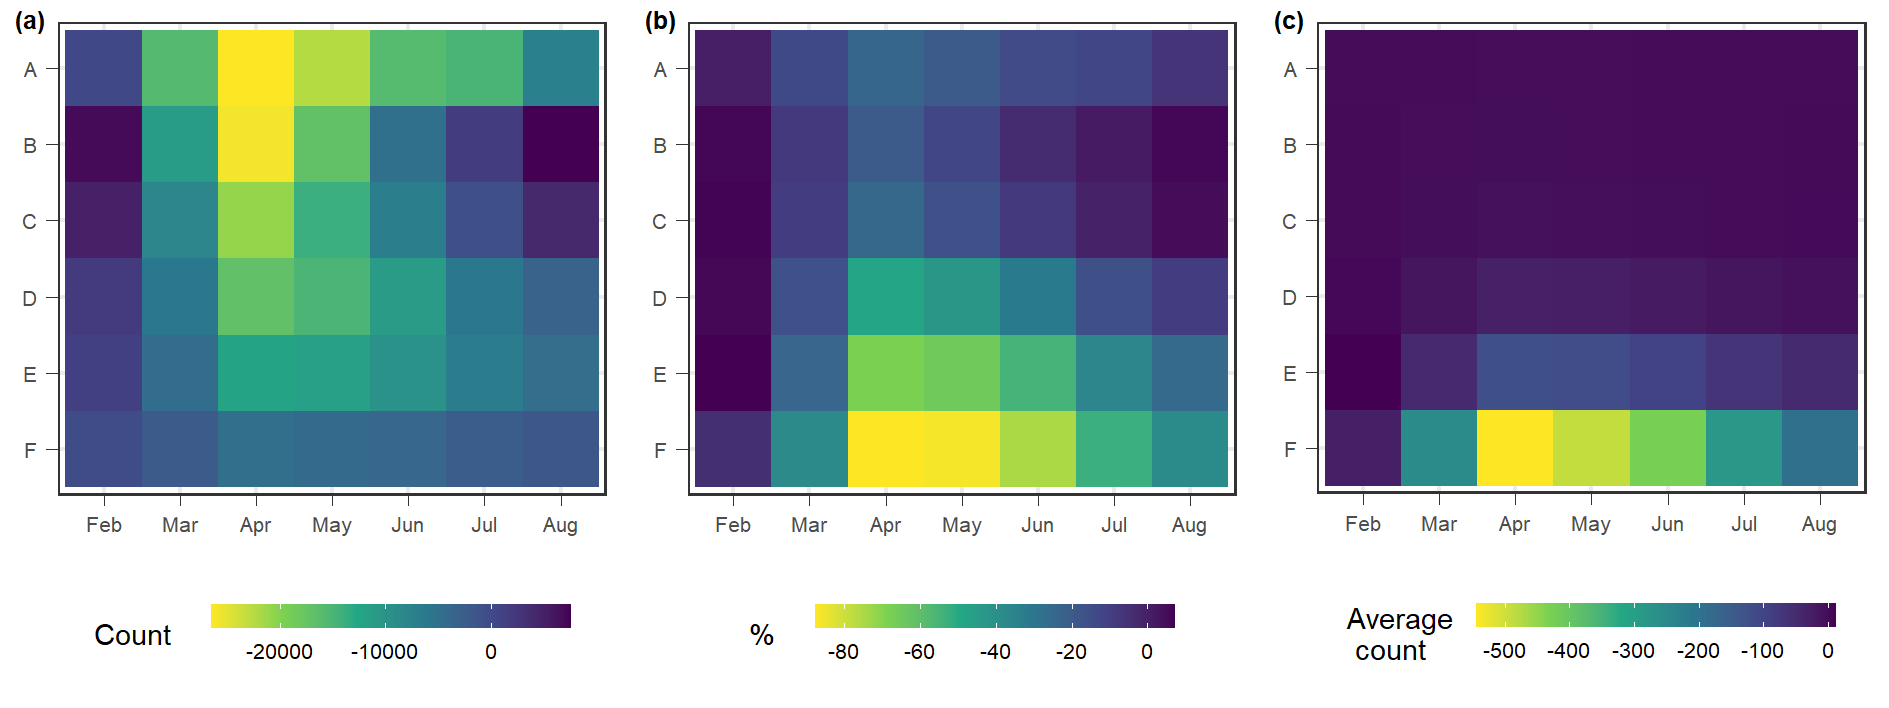 (a)
A
B
C
D
E
F
Feb Mar Apr May Jun Jul Aug
Count
-20000 -10000 0
(b)
A
B
C
D
E
F
Feb Mar Apr May Jun Jul Aug
%
-80 -60 -40 -20 0
(c)
A
B
C
D
E
F
Feb Mar Apr May Jun Jul Aug
Average
count
-500 -400 -300 -200 -100 0